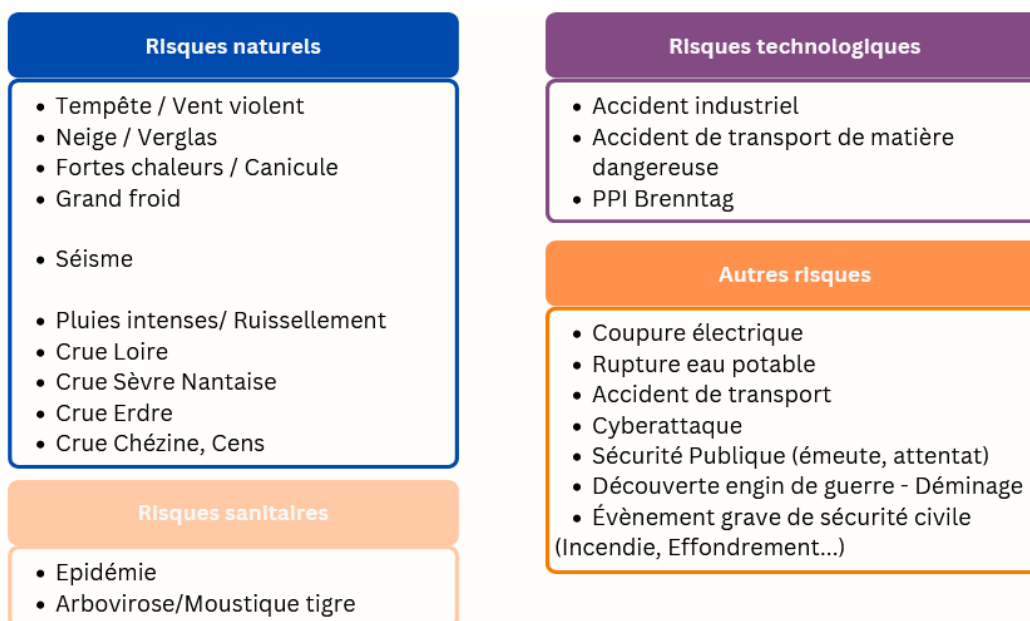 Risques naturels
• Tempête / Vent violent
• Neige / Verglas
• Fortes chaleurs / Canicule
• Grand froid
• Séisme
• Pluies intenses/ Ruissellement
• Crue Loire
• Crue Sèvre Nantaise
• Crue Erdre
• Crue Chézine, Cens
Risques sanitaires
• Epidémie
• Arbovirose/Moustique tigre
Risques technologiques
• Accident industriel
• Accident de transport de matière
dangereuse
• PPI Brenntag
Autres risques
• Coupure électrique
• Rupture eau potable
• Accident de transport
• Cyberattaque
• Sécurité Publique (émeute, attentat)
• Découverte engin de guerre - Déminage
• Évènement grave de sécurité civile
(Incendie, Effondrement...)